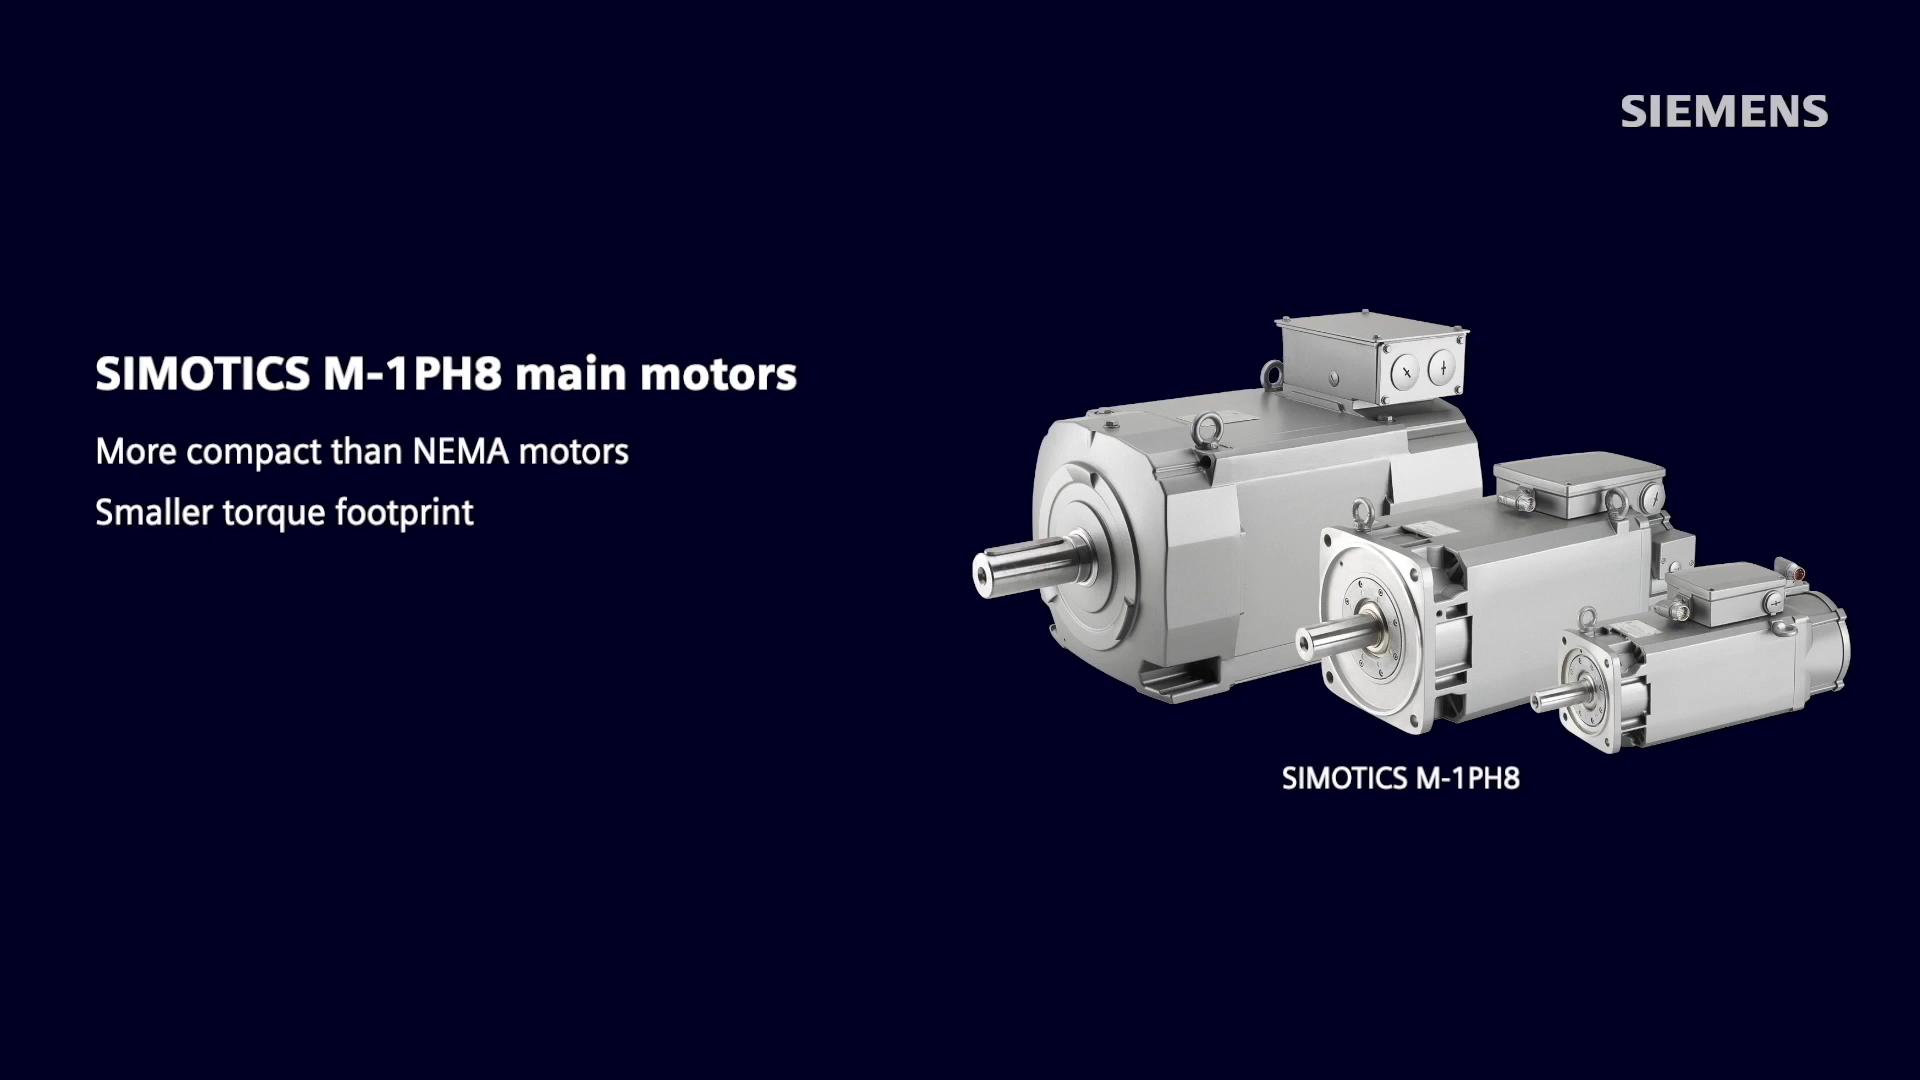 SIEMENS
SIMOTICS M-1PH8 main motors
More compact than NEMA motors
Smaller torque footprint
SIMOTICS M-1PH8